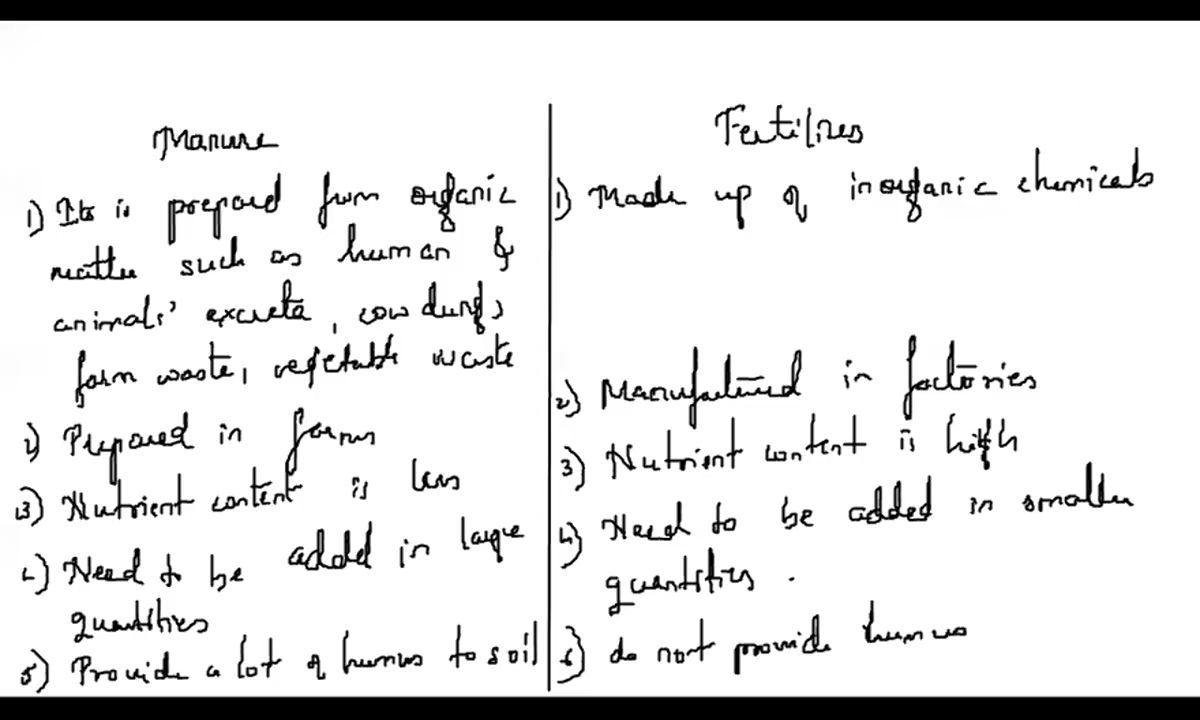 Manure
1) Its is prepared from organic
matter such as human &
animals' excreta, cow dung,
farm waste, vegetable waste
2) Prepared in farms
3) Nutrient content is less
4) Need to be added in large
quantities
5) Provide a lot of humus to soil
Fertilizes
1) Made up of inorganic chemicals
2) Manufactured in factories
3) Nutrient content is high
4) Need to be added in smaller
quantities.
5) do not provide humus